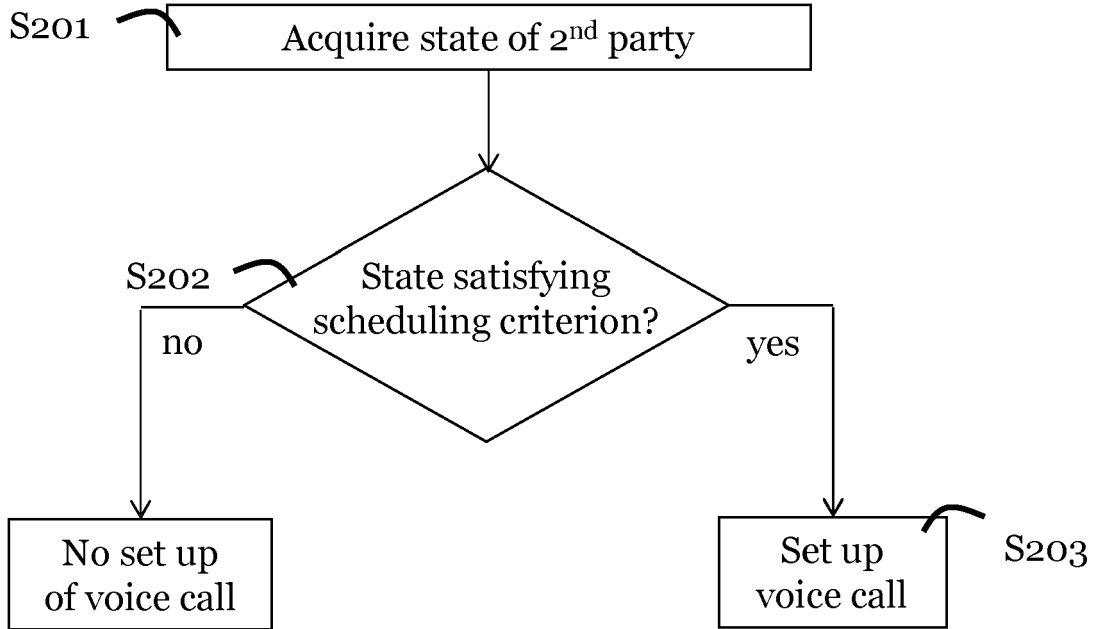 S201
Acquire state of 2nd party
S202
State satisfying
scheduling criterion?
no
yes
No set up
of voice call
Set up
voice call
S203